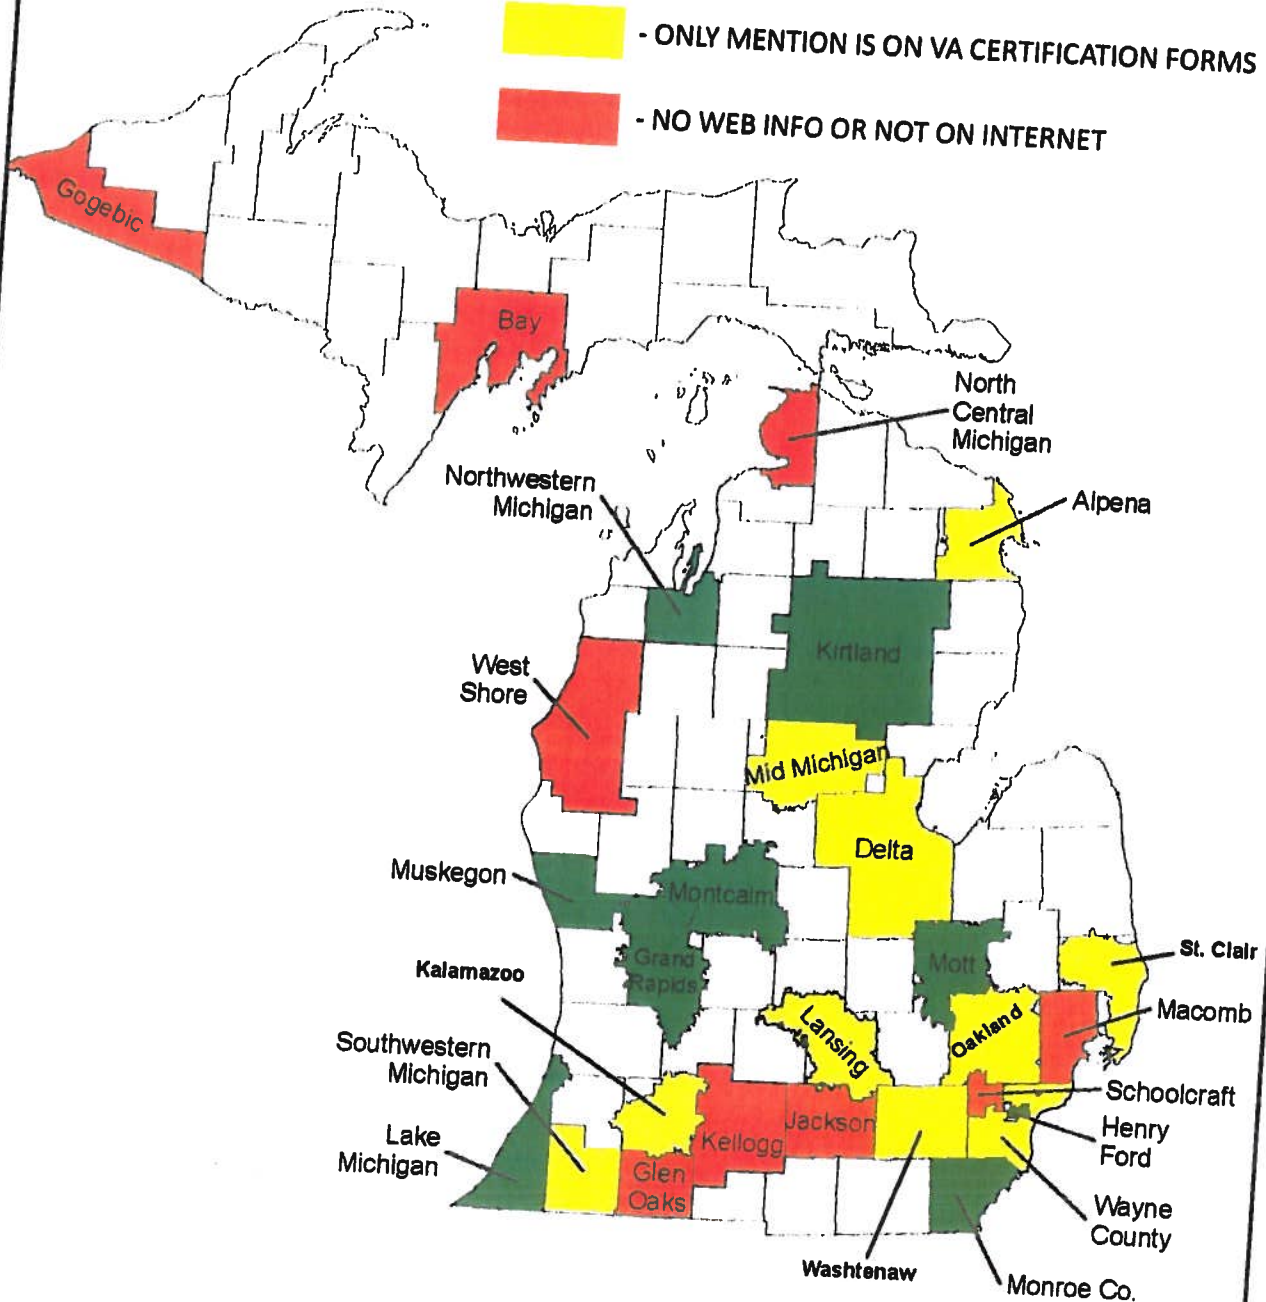 - ONLY MENTION IS ON VA CERTIFICATION FORMS
- NO WEB INFO OR NOT ON INTERNET
Gogebic
Bay
North
Central
Michigan
Northwestern
Michigan
Alpena
Kirtland
West
Shore
Mid Michigan
Delta
Muskegon
Montcalm
Grand
Rapids
Mott
St. Clair
Kalamazoo
Macomb
Lansing
Oakland
Southwestern
Michigan
Schoolcraft
Henry
Ford
Lake
Michigan
Kellogg
Jackson
Glen
Oaks
Wayne
County
Washtenaw
Monroe Co.